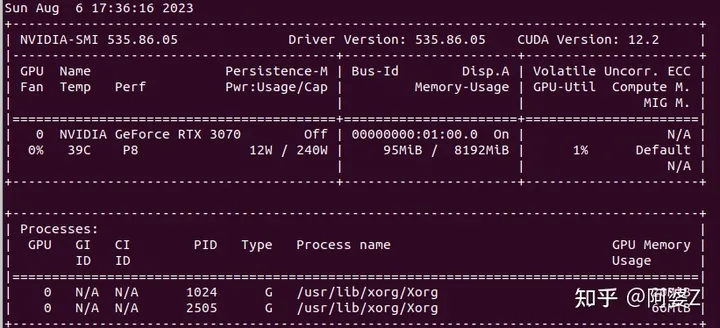 Sun Aug  6 17:36:16 2023
NVIDIA-SMI 535.86.05 Driver Version: 535.86.05 CUDA Version: 12.2
GPU Name Persistence-M Bus-Id Disp.A Volatile Uncorr. ECC
Fan Temp Perf Pwr:Usage/Cap Memory-Usage GPU-Util Compute M.
MIG M.
0 NVIDIA GeForce RTX 3070 Off 00000000:01:00.0 On N/A
0% 39C P8 12W / 240W 95MiB / 8192MiB 1% Default
N/A
Processes:
GPU GI CI PID Type Process name GPU Memory
ID ID Usage
0 N/A N/A 1024 G /usr/lib/xorg/Xorg
0 N/A N/A 2505 G /usr/lib/xorg/Xorg
知乎 @阿婆Z